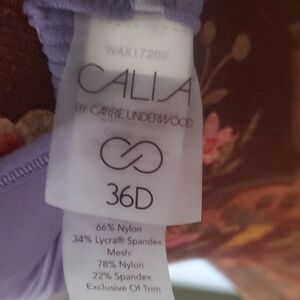 WAX17202
CALIA
BY CARRIE UNDERWOOD
36D
66% Nylon
34% Lycra® Spandex
Mesh:
78% Nylon
22% Spandex
Exclusive Of Trim